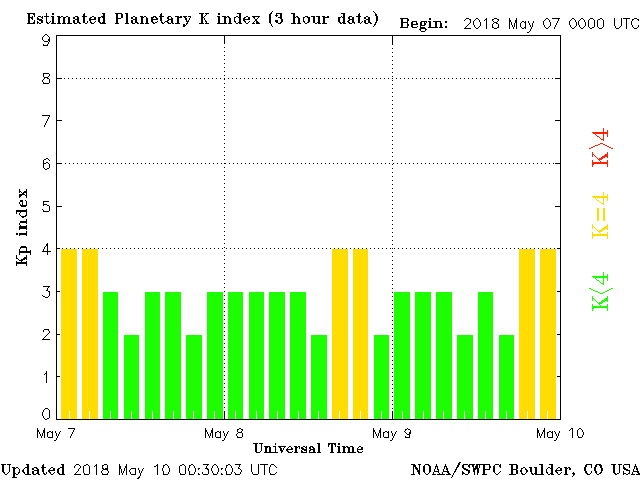 Estimated Planetary K index (3 hour data)
Begin: 2018 May 07 0000 UTC
9
8
7
6
5
4
3
2
1
0
Kp index
K>4
K=4
K<4
May 7
May 8
May 9
May 10
Universal Time
Updated 2018 May 10 00:30:03 UTC
NOAA/SWPC Boulder, CO USA